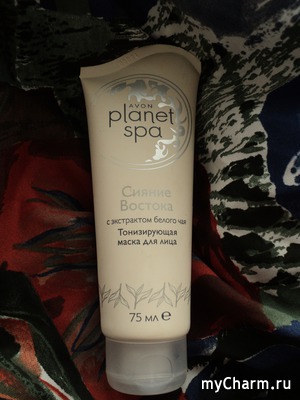 AVON
planet
spa
Сияние
Востока
с экстрактом белого чая
Тонизирующая
маска для лица
75 мл e
myCharm.ru